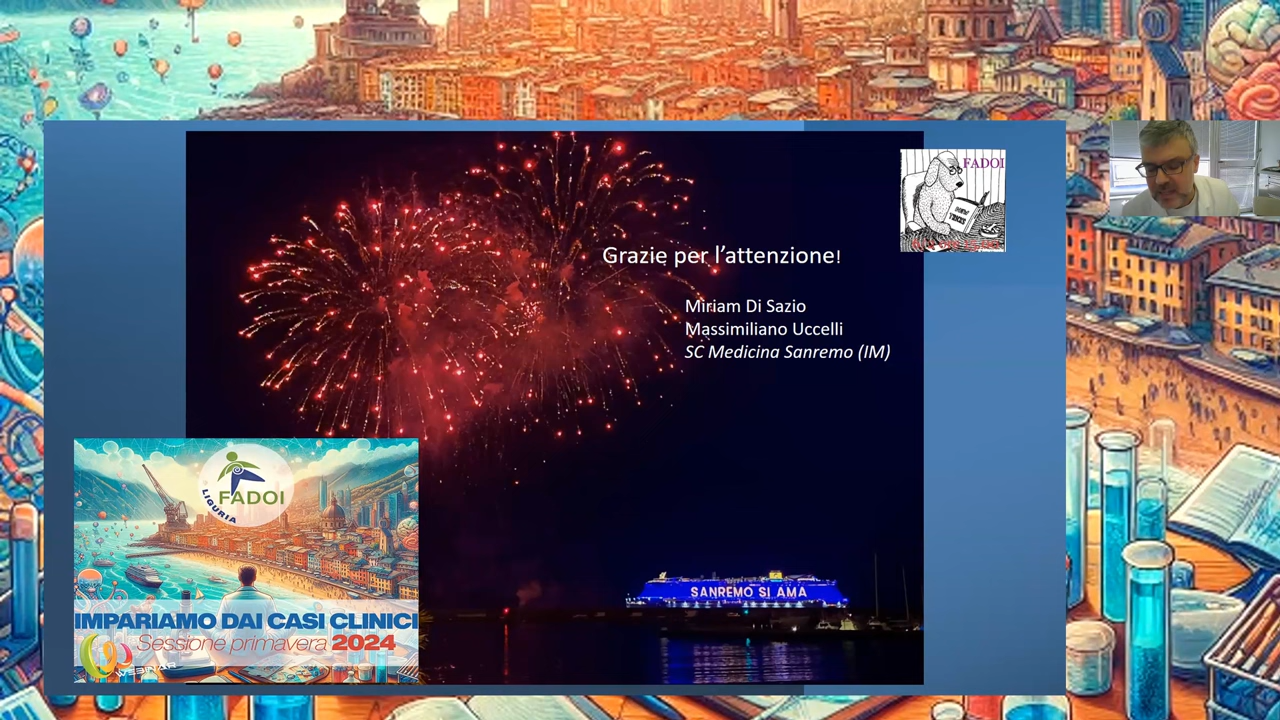 FADOI
Grazie per l'attenzione!
Miriam Di Sazio
Massimiliano Uccelli
SC Medicina Sanremo (IM)
SANREMO SI AMA
LIGURIA
FADOI
IMPARIAMO DAI CASI CLINICI
Sessione primavera 2024
WEBINAR